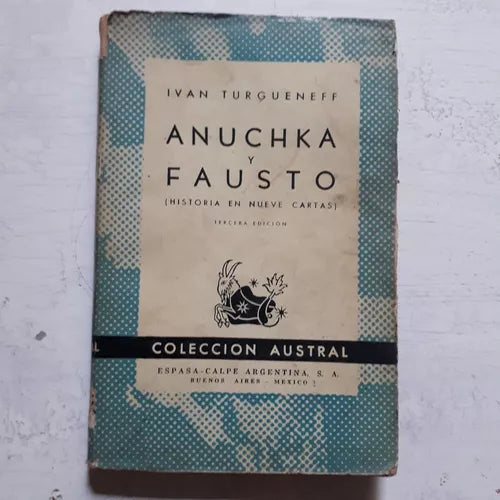 IVAN TURGUENEFF
ANUCHKA
Y
FAUSTO
(HISTORIA EN NUEVE CARTAS)
TERCERA EDICION
L
COLECCION AUSTRAL
ESPASA-CALPE ARGENTINA, S. A.
BUENOS AIRES - MEXICO